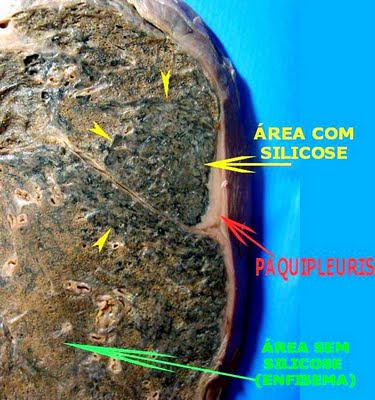 ÁREA COM
SILICOSE
PAQUIPLEURIS
ÁREA SEM
SILICOSE
(ENFISEMA)